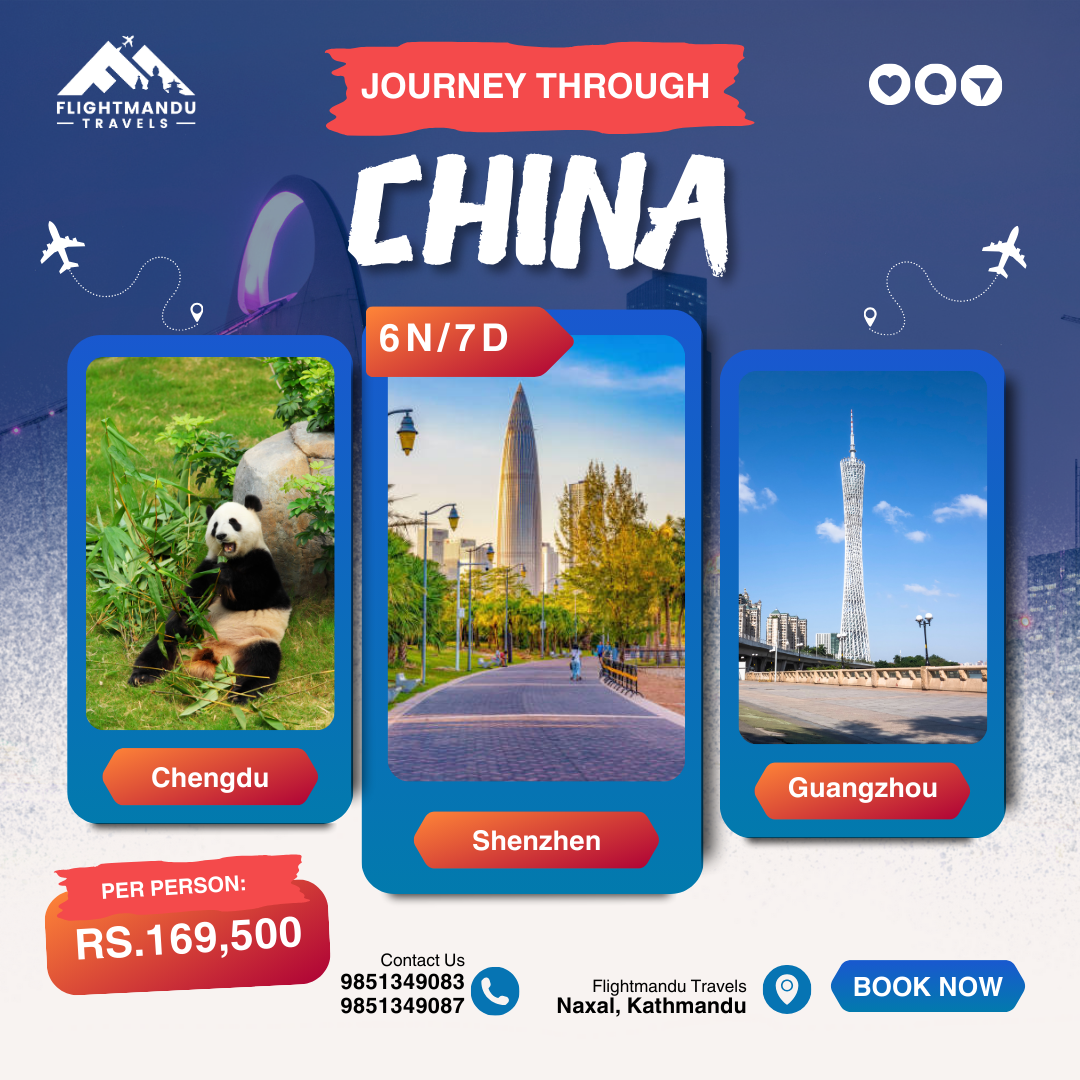 FLIGHTMANDU
TRAVELS
JOURNEY THROUGH
CHINA
6N/7D
Chengdu
Shenzhen
Guangzhou
PER PERSON:
RS.169,500
Contact Us
9851349083
9851349087
Flightmandu Travels
Naxal, Kathmandu
BOOK NOW